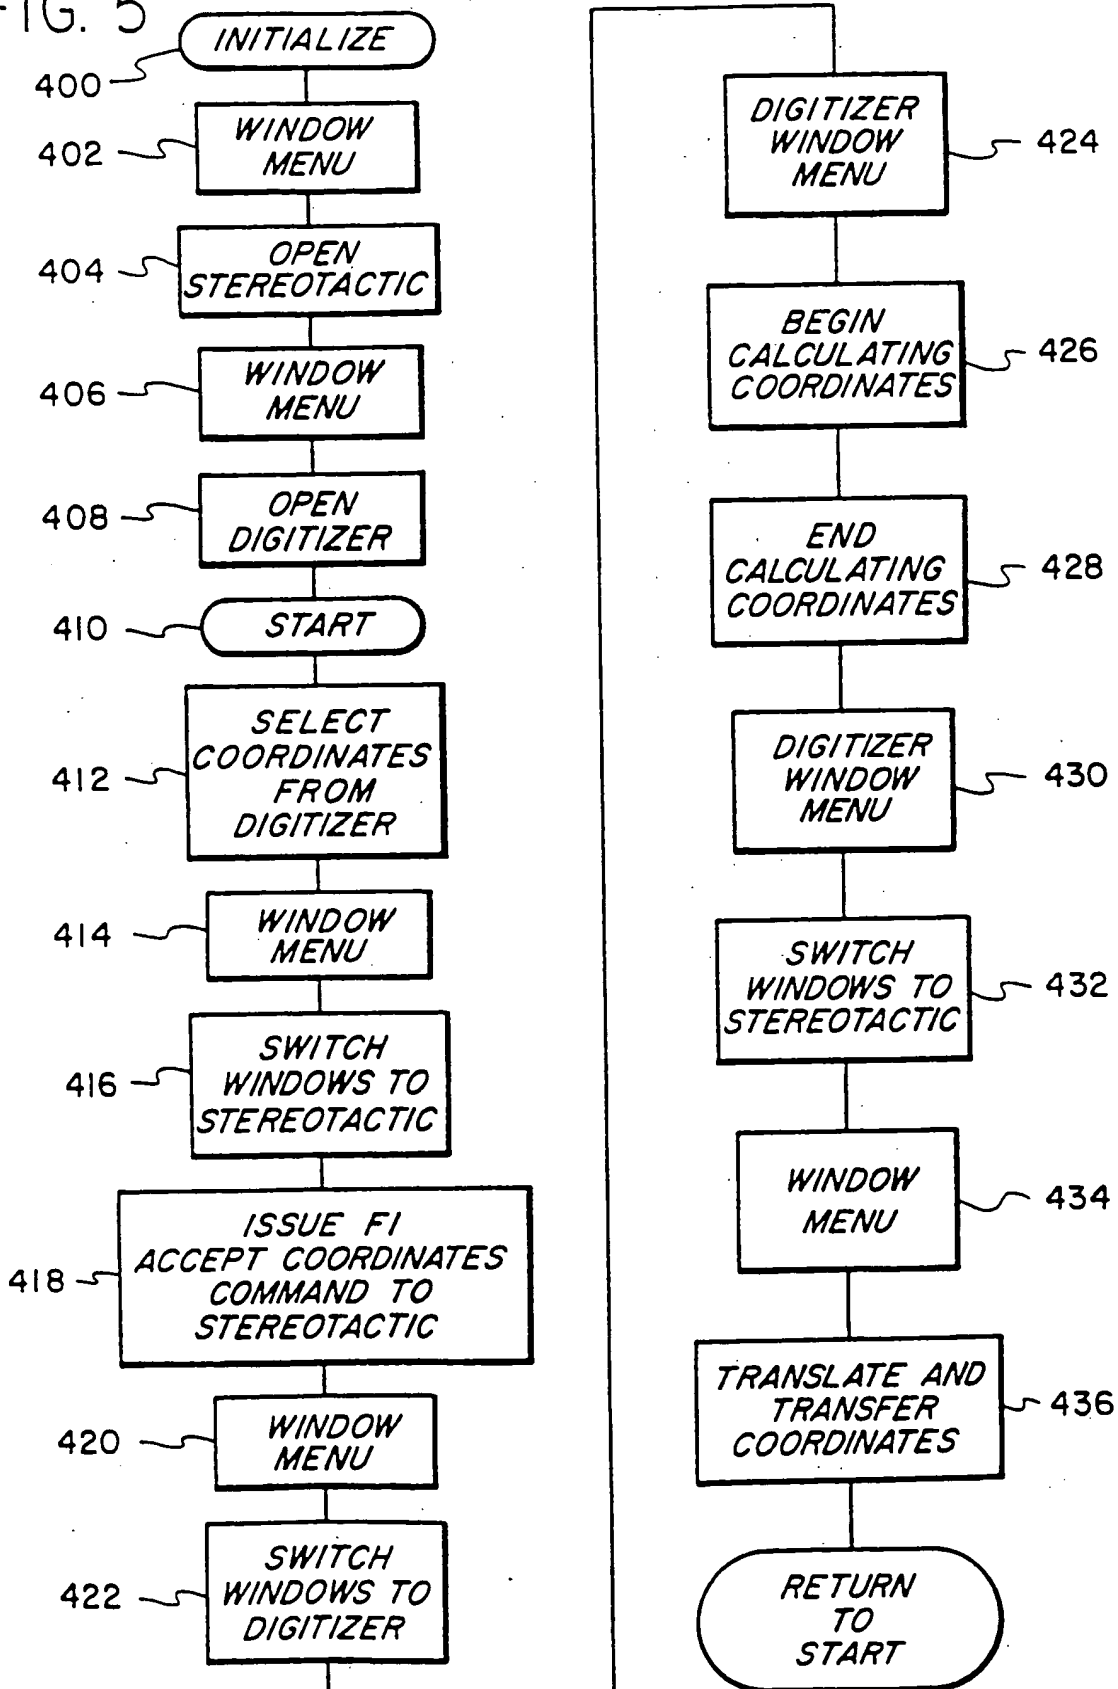 FIG. 5
INITIALIZE
400
WINDOW
MENU
402
OPEN
STEREOTACTIC
404
WINDOW
MENU
406
OPEN
DIGITIZER
408
START
410
SELECT
COORDINATES
FROM
DIGITIZER
412
WINDOW
MENU
414
SWITCH
WINDOWS TO
STEREOTACTIC
416
ISSUE F1
ACCEPT COORDINATES
COMMAND TO
STEREOTACTIC
418
WINDOW
MENU
420
SWITCH
WINDOWS TO
DIGITIZER
422
DIGITIZER
WINDOW
MENU
424
BEGIN
CALCULATING
COORDINATES
426
END
CALCULATING
COORDINATES
428
DIGITIZER
WINDOW
MENU
430
SWITCH
WINDOWS TO
STEREOTACTIC
432
WINDOW
MENU
434
TRANSLATE AND
TRANSFER
COORDINATES
436
RETURN
TO
START